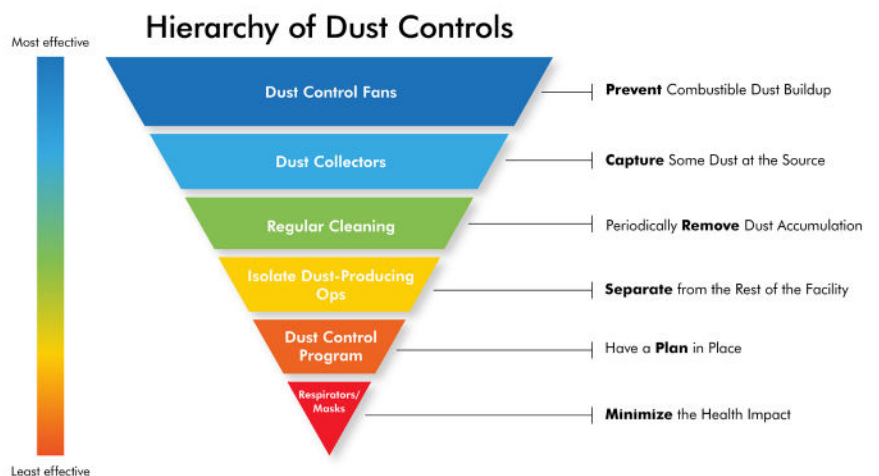 Hierarchy of Dust Controls
Most effective
Dust Control Fans
Prevent Combustible Dust Buildup
Dust Collectors
Capture Some Dust at the Source
Regular Cleaning
Periodically Remove Dust Accumulation
Isolate Dust-Producing
Ops
Separate from the Rest of the Facility
Dust Control
Program
Have a Plan in Place
Respirators/
Masks
Minimize the Health Impact
Least effective